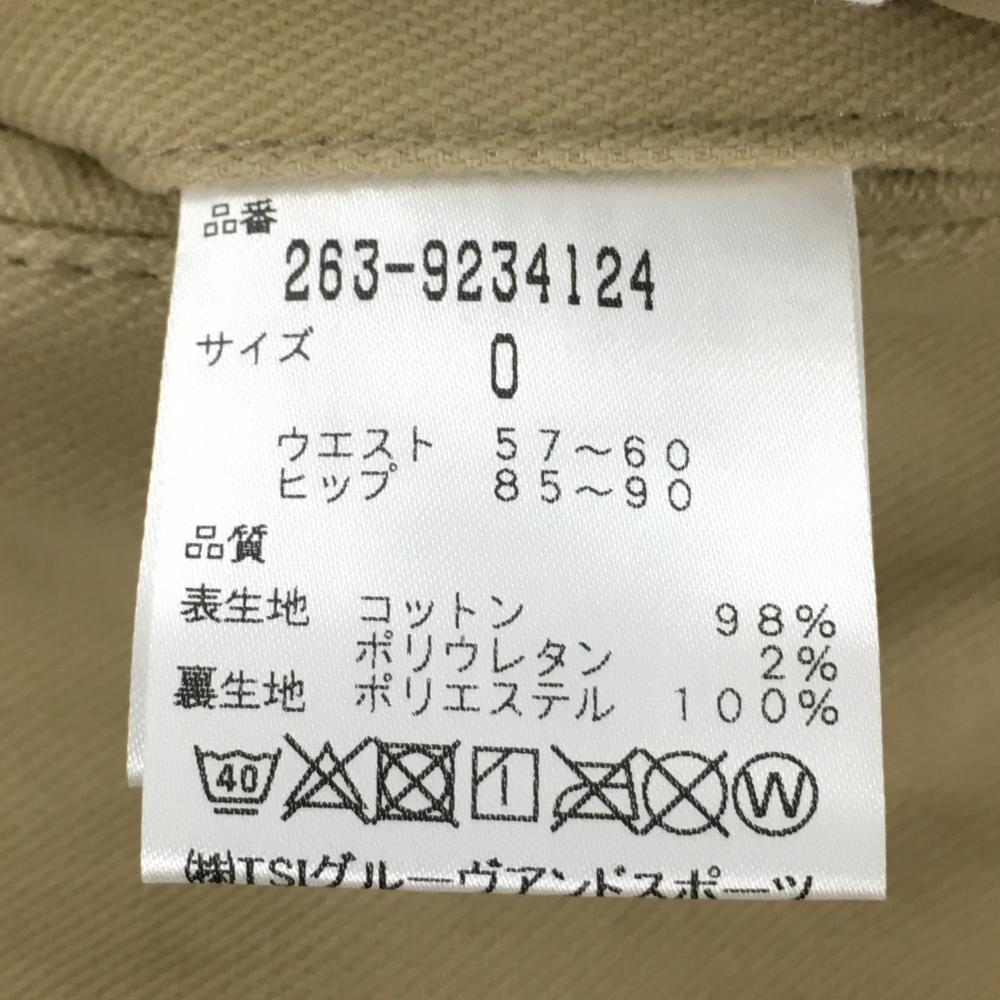 品番
263-9234124
サイズ 0
ウエスト 57～60
ヒップ 85～90
品質
表生地 コットン 98%
ポリウレタン 2%
裏生地 ポリエステル 100%
40 W
(株)TSIグルーヴアンドスポーツ